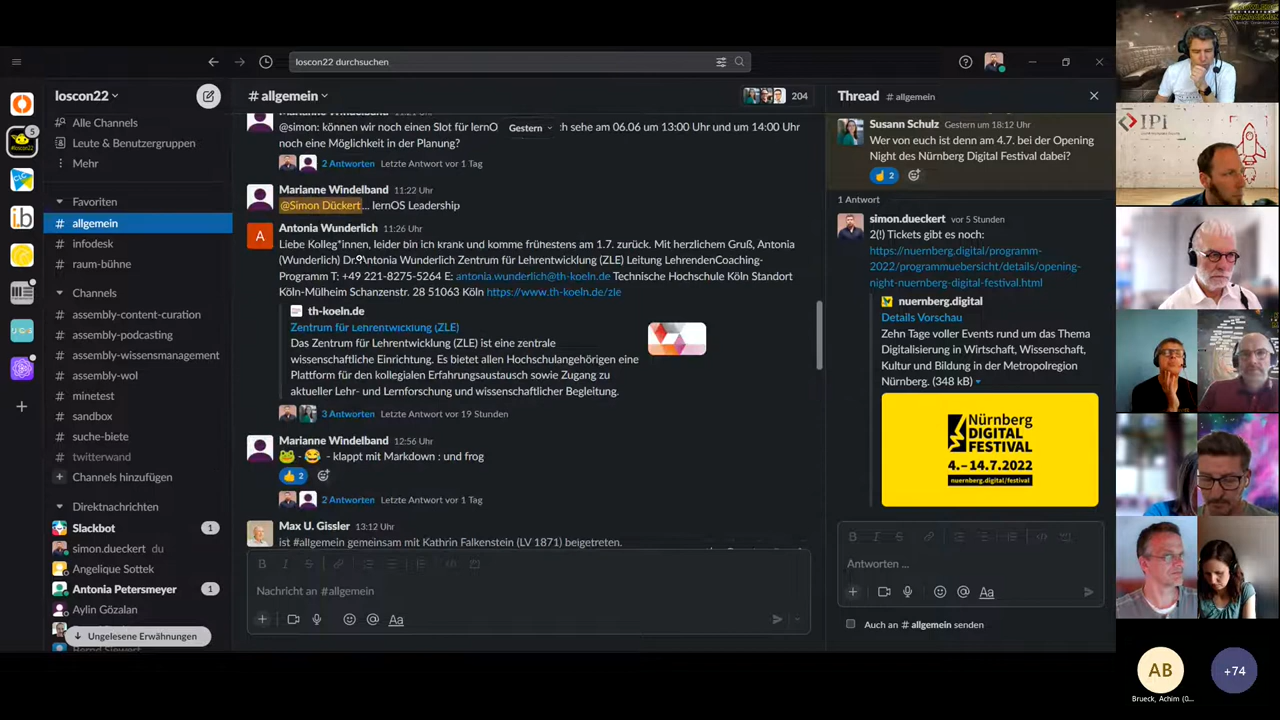 loscon22 durchsuchen
loscon22
Alle Channels
Leute & Benutzergruppen
Mehr
Favoriten
# allgemein
# infodesk
# raum-bühne
Channels
# assembly-content-curation
# assembly-podcasting
# assembly-wissensmanagement
# assembly-wol
# minetest
# sandbox
# suche-biete
# twitterwand
Channels hinzufügen
Direktnachrichten
Slackbot 1
simon.dueckert du
Angelique Sottek
Antonia Petersmeyer 1
Aylin Gözalan
Ungelesene Erwähnungen
5
#loscon22
CLC
i.b
# allgemein
204
@simon: können wir noch einen Slot für lernO
Gestern
ch sehe am 06.06 um 13:00 Uhr und um 14:00 Uhr
noch eine Möglichkeit in der Planung?
2 Antworten Letzte Antwort vor 1 Tag
Marianne Windelband 11:22 Uhr
@Simon Dückert ... lernOS Leadership
A
Antonia Wunderlich 11:26 Uhr
Liebe Kolleg*innen, leider bin ich krank und komme frühestens am 1.7. zurück. Mit herzlichem Gruß, Antonia
(Wunderlich) Dr. Antonia Wunderlich Zentrum für Lehrentwicklung (ZLE) Leitung LehrendenCoaching-
Programm T: +49 221-8275-5264 E: antonia.wunderlich@th-koeln.de Technische Hochschule Köln Standort
Köln-Mülheim Schanzenstr. 28 51063 Köln https://www.th-koeln.de/zle
th-koeln.de
Zentrum für Lehrentwicklung (ZLE)
Das Zentrum für Lehrentwicklung (ZLE) ist eine zentrale
wissenschaftliche Einrichtung. Es bietet allen Hochschulangehörigen eine
Plattform für den kollegialen Erfahrungsaustausch sowie Zugang zu
aktueller Lehr- und Lernforschung und wissenschaftlicher Begleitung.
3 Antworten Letzte Antwort vor 19 Stunden
Marianne Windelband 12:56 Uhr
- - klappt mit Markdown : und frog
2
2 Antworten Letzte Antwort vor 1 Tag
Max U. Gissler 13:12 Uhr
ist #allgemein gemeinsam mit Kathrin Falkenstein (LV 1871) beigetreten.
Nachricht an #allgemein
Aa
Thread # allgemein
Susann Schulz Gestern um 18:12 Uhr
Wer von euch ist denn am 4.7. bei der Opening
Night des Nürnberg Digital Festival dabei?
2
1 Antwort
simon.dueckert vor 5 Stunden
2(!) Tickets gibt es noch:
https://nuernberg.digital/programm-
2022/programmuebersicht/details/opening-
night-nuernberg-digital-festival.html
nuernberg.digital
Details Vorschau
Zehn Tage voller Events rund um das Thema
Digitalisierung in Wirtschaft, Wissenschaft,
Kultur und Bildung in der Metropolregion
Nürnberg. (348 kB)
Nürnberg
DIGITAL
FESTIVAL
4.–14.7.2022
nuernberg.digital/festival
Antworten ...
Aa
Auch an # allgemein senden
IPI
AB
Brueck, Achim (0...
+74